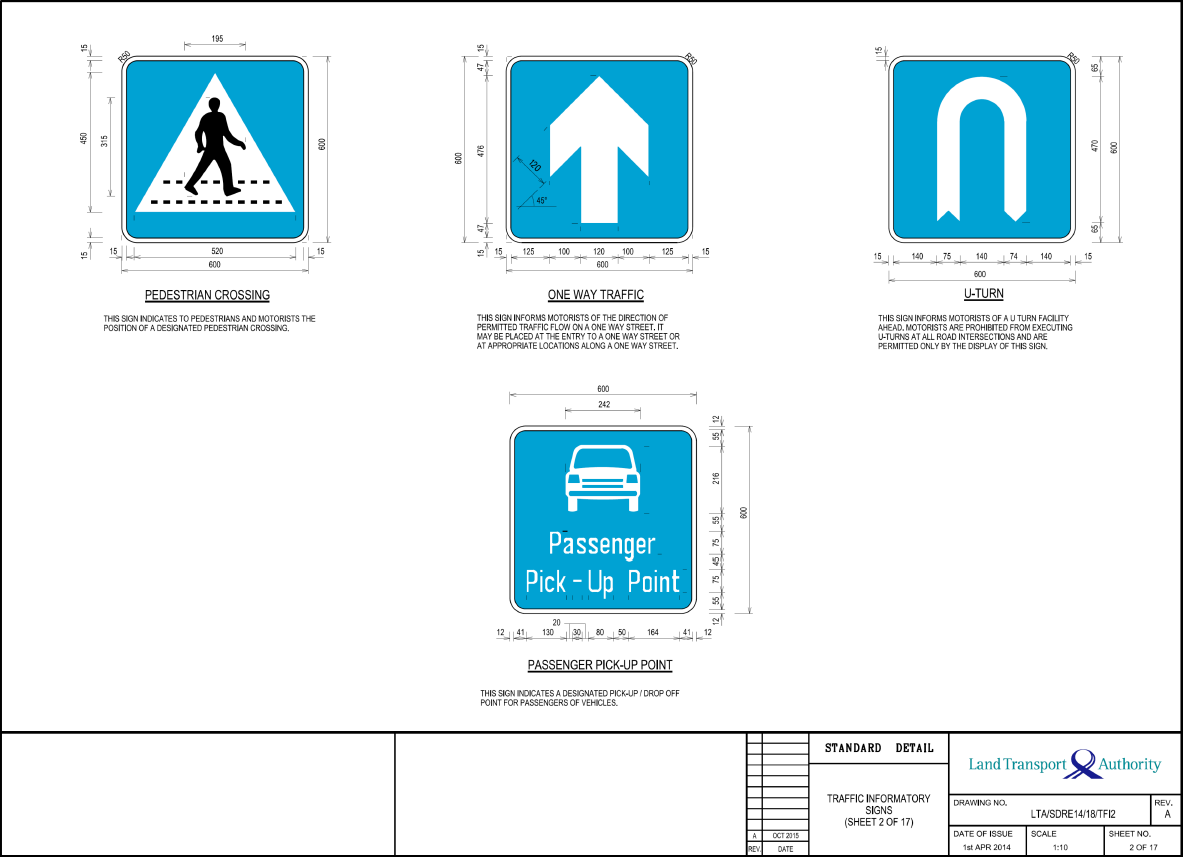 195
15
R50
450
315
600
15
15
520
15
600
PEDESTRIAN CROSSING
THIS SIGN INDICATES TO PEDESTRIANS AND MOTORISTS THE
POSITION OF A DESIGNATED PEDESTRIAN CROSSING.
15
47
R50
600
476
120
45°
47
15
15
125
100
120
100
125
15
600
ONE WAY TRAFFIC
THIS SIGN INFORMS MOTORISTS OF THE DIRECTION OF
PERMITTED TRAFFIC FLOW ON A ONE WAY STREET. IT
MAY BE PLACED AT THE ENTRY TO A ONE WAY STREET OR
AT APPROPRIATE LOCATIONS ALONG A ONE WAY STREET.
15
R50
65
470
600
65
15
140
75
140
74
140
15
600
U-TURN
THIS SIGN INFORMS MOTORISTS OF A U TURN FACILITY
AHEAD. MOTORISTS ARE PROHIBITED FROM EXECUTING
U-TURNS AT ALL ROAD INTERSECTIONS AND ARE
PERMITTED ONLY BY THE DISPLAY OF THIS SIGN.
600
242
12
55
216
55
75
45
75
55
12
600
Passenger
Pick - Up Point
20
12
41
130
30
80
50
164
41
12
PASSENGER PICK-UP POINT
THIS SIGN INDICATES A DESIGNATED PICK-UP / DROP OFF
POINT FOR PASSENGERS OF VEHICLES.
A
OCT 2015
REV.
DATE
STANDARD DETAIL
TRAFFIC INFORMATORY
SIGNS
(SHEET 2 OF 17)
Land Transport Authority
DRAWING NO.
LTA/SDRE14/18/TFI2
REV.
A
DATE OF ISSUE
1st APR 2014
SCALE
1:10
SHEET NO.
2 OF 17